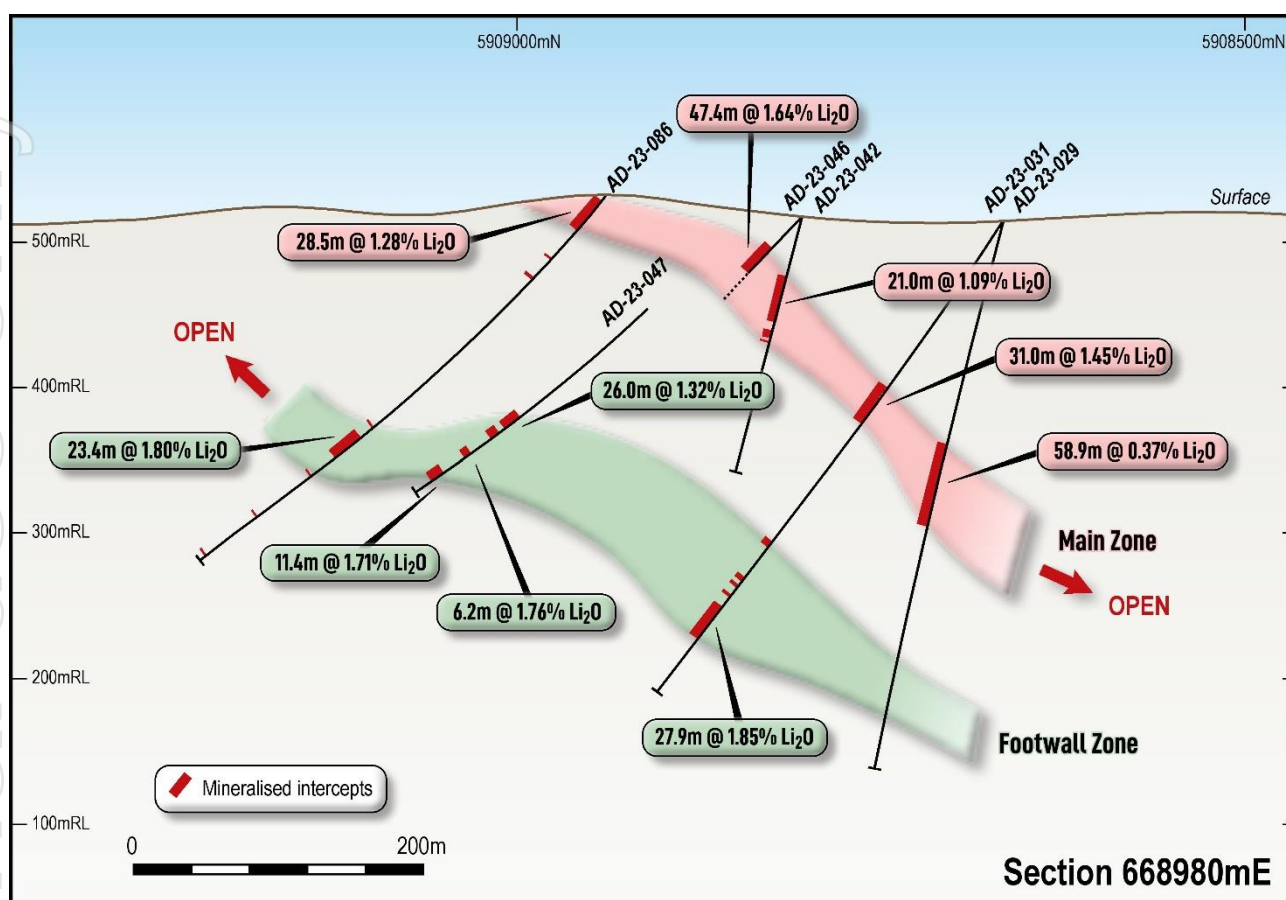 5909000mN
5908500mN
47.4m @ 1.64% Li₂O
AD-23-086
AD-23-046
AD-23-042
AD-23-031
AD-23-029
Surface
500mRL
28.5m @ 1.28% Li₂O
21.0m @ 1.09% Li₂O
AD-23-047
OPEN
31.0m @ 1.45% Li₂O
400mRL
26.0m @ 1.32% Li₂O
23.4m @ 1.80% Li₂O
58.9m @ 0.37% Li₂O
300mRL
Main Zone
11.4m @ 1.71% Li₂O
OPEN
6.2m @ 1.76% Li₂O
200mRL
27.9m @ 1.85% Li₂O
Footwall Zone
Mineralised intercepts
100mRL
0
200m
Section 668980mE